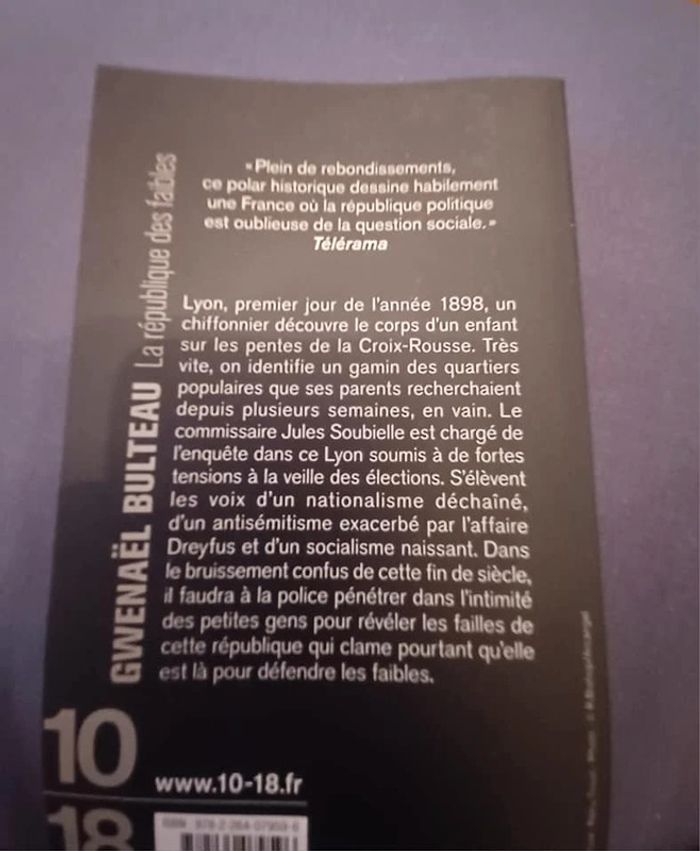 « Plein de rebondissements,
ce polar historique dessine habilement
une France où la république politique
est oublieuse de la question sociale. »
Télérama
Lyon, premier jour de l'année 1898, un
chiffonnier découvre le corps d'un enfant
sur les pentes de la Croix-Rousse. Très
vite, on identifie un gamin des quartiers
populaires que ses parents recherchaient
depuis plusieurs semaines, en vain. Le
commissaire Jules Soubielle est chargé de
l'enquête dans ce Lyon soumis à de fortes
tensions à la veille des élections. S'élèvent
les voix d'un nationalisme déchaîné,
d'un antisémitisme exacerbé par l'affaire
Dreyfus et d'un socialisme naissant. Dans
le bruissement confus de cette fin de siècle,
il faudra à la police pénétrer dans l'intimité
des petites gens pour révéler les failles de
cette république qui clame pourtant qu'elle
est là pour défendre les faibles.
GWENAËL BULTEAU La république des faibles
10
18
www.10-18.fr
ISBN